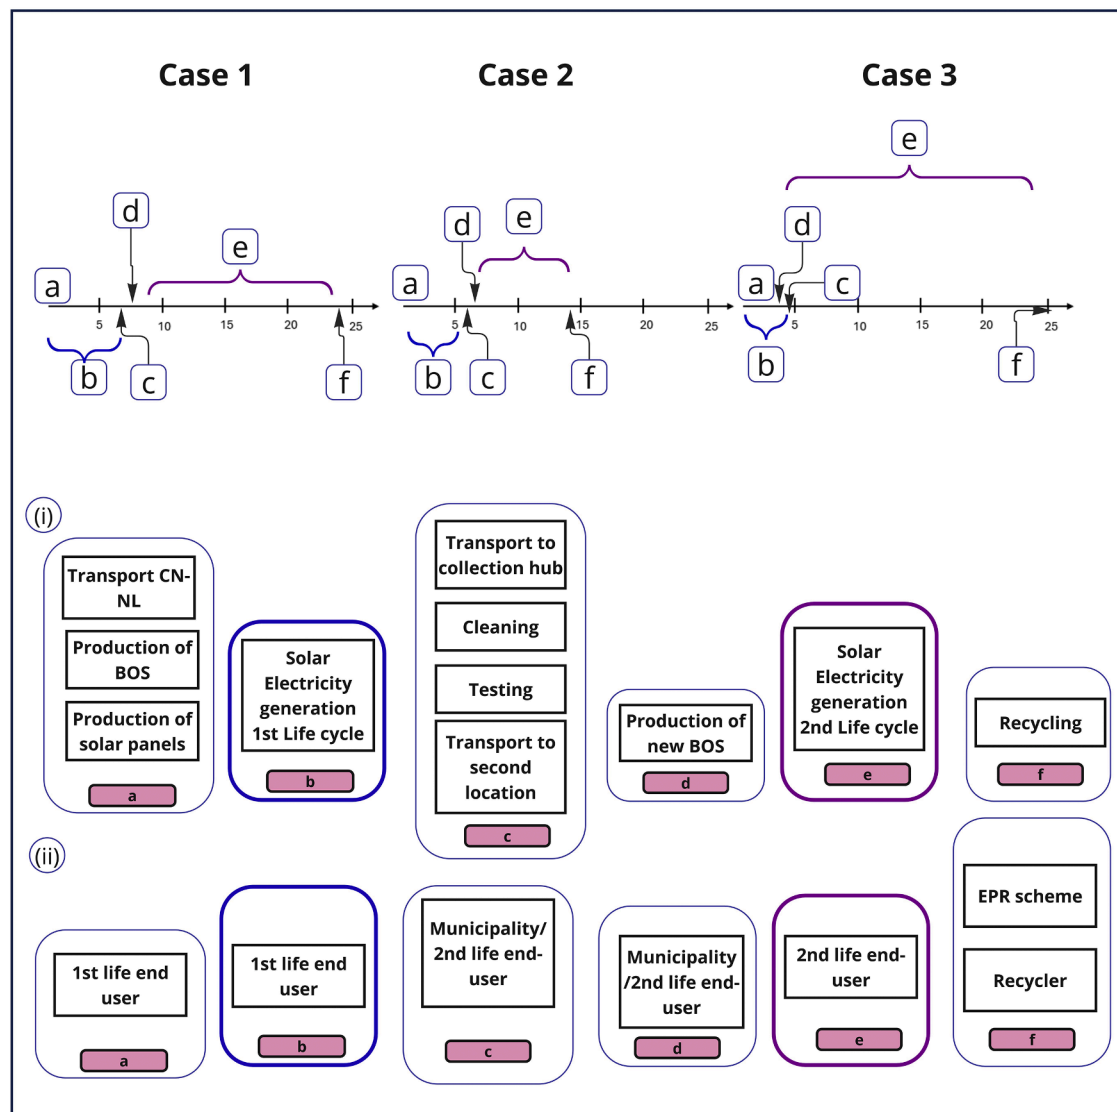 Case 1
Case 2
Case 3
e
d
e
d
e
d
a
a
a
c
5
10
15
20
25
5
10
15
20
25
5
10
15
20
25
b
c
f
b
c
f
b
f
(i)
Transport CN-
NL
Production of
BOS
Production of
solar panels
a
Solar
Electricity
generation
1st Life cycle
b
Transport to
collection hub
Cleaning
Testing
Transport to
second
location
c
Production of
new BOS
d
Solar
Electricity
generation
2nd Life cycle
e
Recycling
f
(ii)
1st life end
user
a
1st life end
user
b
Municipality/
2nd life end-
user
c
Municipality
/2nd life end-
user
d
2nd life end-
user
e
EPR scheme
Recycler
f